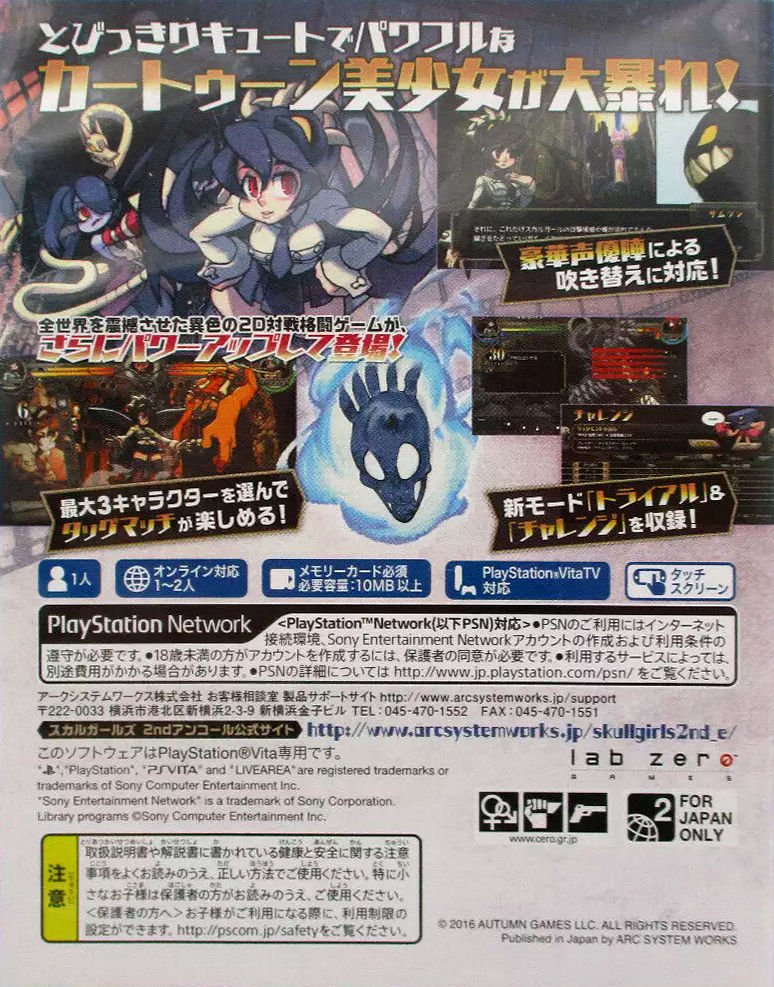 とびっきりキュートでパワフルな
カートゥーン美少女が大暴れ!
サムソン
豪華声優陣による
吹き替えに対応!
全世界を震撼させた異色の2D対戦格闘ゲームが、
さらにパワーアップして登場!
30
6
チャレンジ
最大3キャラクターを選んで
タッグマッチが楽しめる!
新モード「トライアル」&
「チャレンジ」を収録!
1人
オンライン対応
1~2人
メモリーカード必須
必要容量:10MB以上
PlayStation®VitaTV
対応
タッチ
スクリーン
PlayStation Network
<PlayStation™Network(以下PSN)対応>●PSNのご利用にはインターネット
接続環境、Sony Entertainment Networkアカウントの作成および利用条件の
遵守が必要です。●18歳未満の方がアカウントを作成するには、保護者の同意が必要です。●利用するサービスによっては、
別途費用がかかる場合があります。●PSNの詳細については http://www.jp.playstation.com/psn/ をご覧ください。
アークシステムワークス株式会社 お客様相談室 製品サポートサイト http://www.arcsystemworks.jp/support
〒222-0033 横浜市港北区新横浜2-3-9 新横浜金子ビル TEL:045-470-1552 FAX:045-470-1551
スカルガールズ 2ndアンコール公式サイト http://www.arcsystemworks.jp/skullgirls2nd_e/
このソフトウェアはPlayStation®Vita専用です。
lab zero™
GAMES
" ","PlayStation", "PSVITA" and "LIVEAREA" are registered trademarks or
trademarks of Sony Computer Entertainment Inc.
"Sony Entertainment Network" is a trademark of Sony Corporation.
Library programs ©Sony Computer Entertainment Inc.
www.cero.gr.jp
2
FOR
JAPAN
ONLY
注意
取扱説明書や解説書に書かれている健康と安全に関する注意
事項をよくお読みのうえ、正しい方法でご使用ください。特に小
さなお子様は保護者の方がお読みのうえ、ご使用ください。
<保護者の方へ>お子様がご利用になる際に、利用制限の
設定ができます。http://pscom.jp/safetyをご覧ください。
© 2016 AUTUMN GAMES LLC. ALL RIGHTS RESERVED.
Published in Japan by ARC SYSTEM WORKS